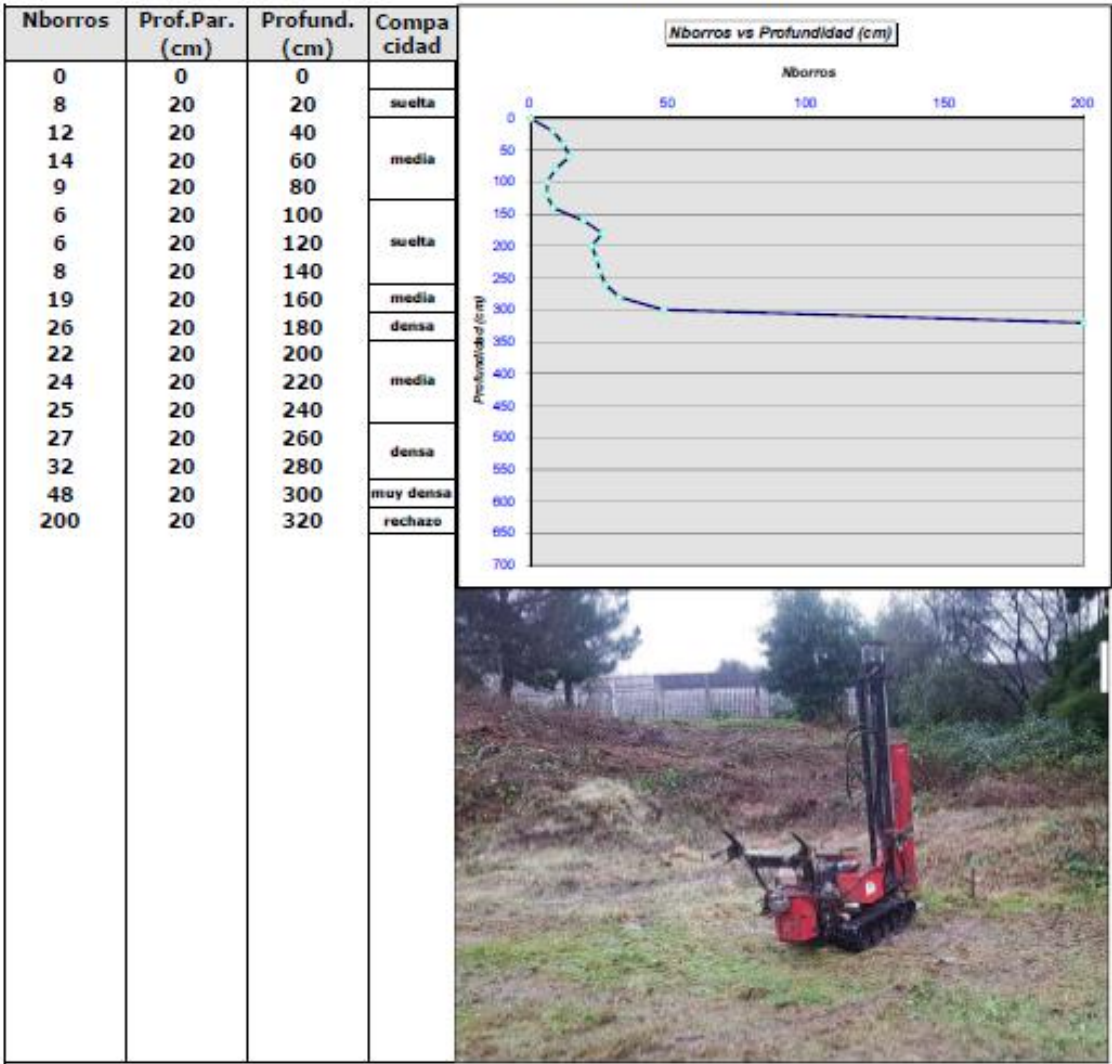 Nborros Prof.Par. (cm) Profund. (cm) Compa cidad
0 0 0
8 20 20 suelta
12 20 40
14 20 60 media
9 20 80
6 20 100
6 20 120 suelta
8 20 140
19 20 160 media
26 20 180 densa
22 20 200
24 20 220 media
25 20 240
27 20 260
32 20 280 densa
48 20 300 muy densa
200 20 320 rechazo
Nborros vs Profundidad (cm)
Nborros
0 50 100 150 200
0
50
100
150
200
250
300
350
400
450
500
550
600
650
700
Profundidad (cm)